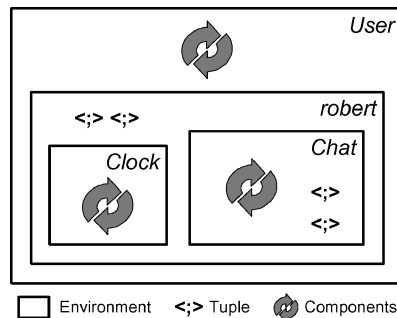 User
robert
<;> <;>
Clock
Chat
<;>
<;>
Environment <;> Tuple Components